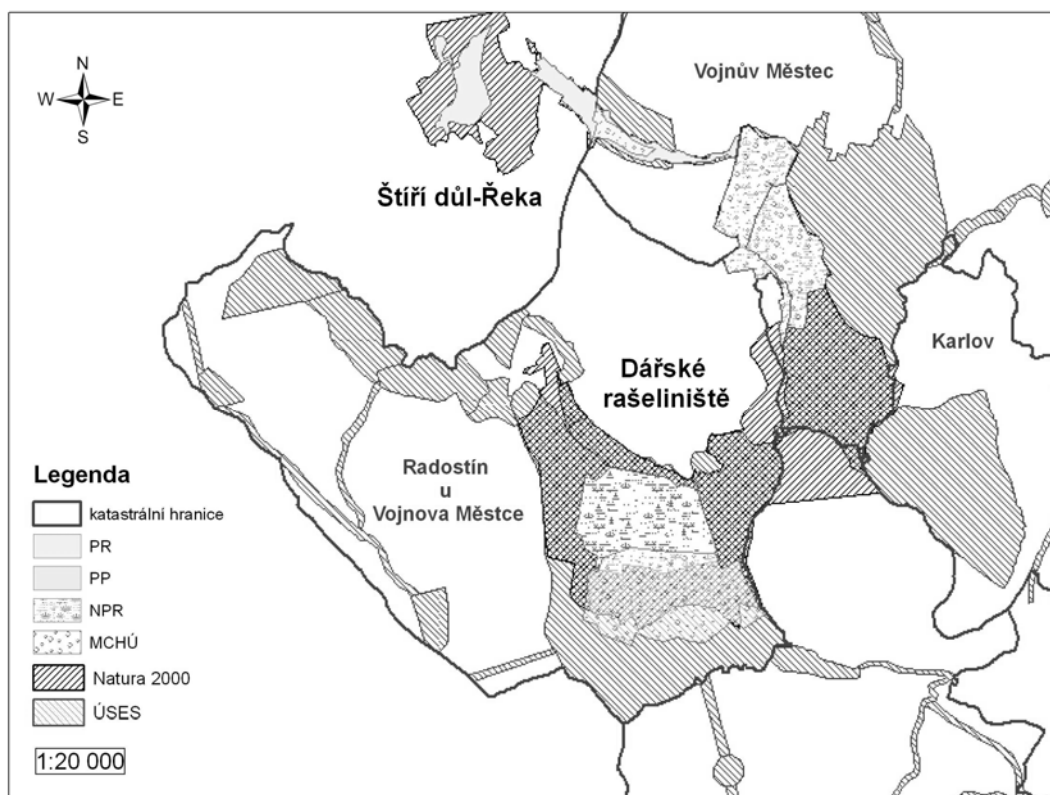 N
W
E
S
Vojnův Městec
Štíří důl-Řeka
Karlov
Dářské
rašeliniště
Radostín
u
Vojnova Městce
Legenda
katastrální hranice
PR
PP
NPR
MCHÚ
Natura 2000
ÚSES
1:20 000